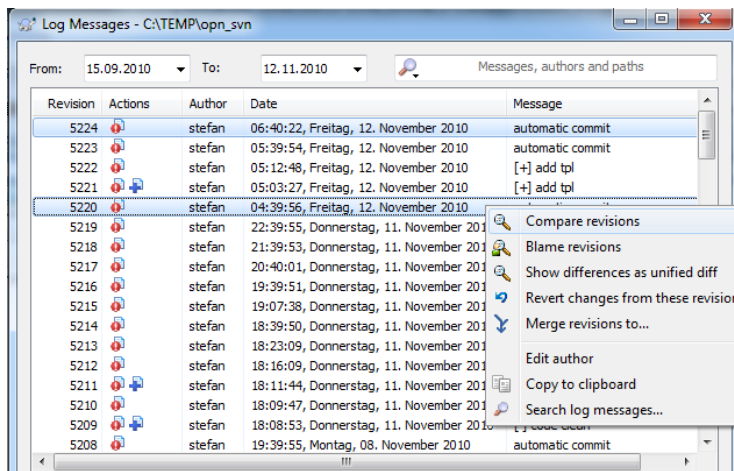 Log Messages - C:\TEMP\opn_svn
From: 15.09.2010 To: 12.11.2010 Messages, authors and paths
Revision Actions Author Date Message
5224 stefan 06:40:22, Freitag, 12. November 2010 automatic commit
5223 stefan 05:39:54, Freitag, 12. November 2010 automatic commit
5222 stefan 05:12:48, Freitag, 12. November 2010 [+] add tpl
5221 stefan 05:03:27, Freitag, 12. November 2010 [+] add tpl
5220 stefan 04:39:56, Freitag, 12. November 2010
5219 stefan 22:39:55, Donnerstag, 11. November 201
Compare revisions
5218 stefan 21:39:53, Donnerstag, 11. November 201
Blame revisions
5217 stefan 20:40:01, Donnerstag, 11. November 201
Show differences as unified diff
5216 stefan 19:39:51, Donnerstag, 11. November 201
Revert changes from these revisior
5215 stefan 19:07:38, Donnerstag, 11. November 201
Merge revisions to...
5214 stefan 18:39:50, Donnerstag, 11. November 201
5213 stefan 18:23:09, Donnerstag, 11. November 201
Edit author
5212 stefan 18:16:09, Donnerstag, 11. November 201
Copy to clipboard
5211 stefan 18:11:44, Donnerstag, 11. November 201
Search log messages...
5210 stefan 18:09:47, Donnerstag, 11. November 201
5209 stefan 18:08:53, Donnerstag, 11. November 2010 code clean
5208 stefan 19:39:55, Montag, 08. November 2010 automatic commit